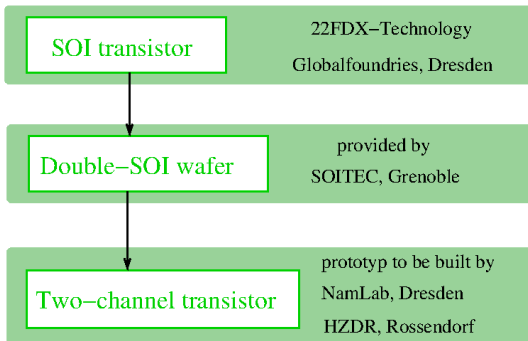 SOI transistor
22FDX−Technology
Globalfoundries, Dresden
Double−SOI wafer
provided by
SOITEC, Grenoble
Two−channel transistor
prototyp to be built by
NamLab, Dresden
HZDR, Rossendorf